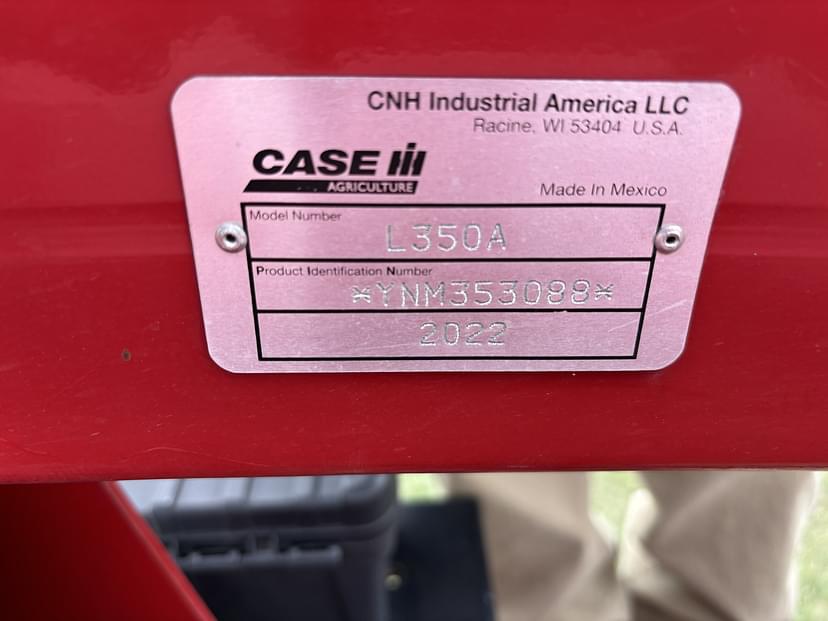 CNH Industrial America LLC
Racine, WI 53404 U.S.A.
CASE IH
AGRICULTURE
Made In Mexico
Model Number
L350A
Product Identification Number
*YNM353088*
2022